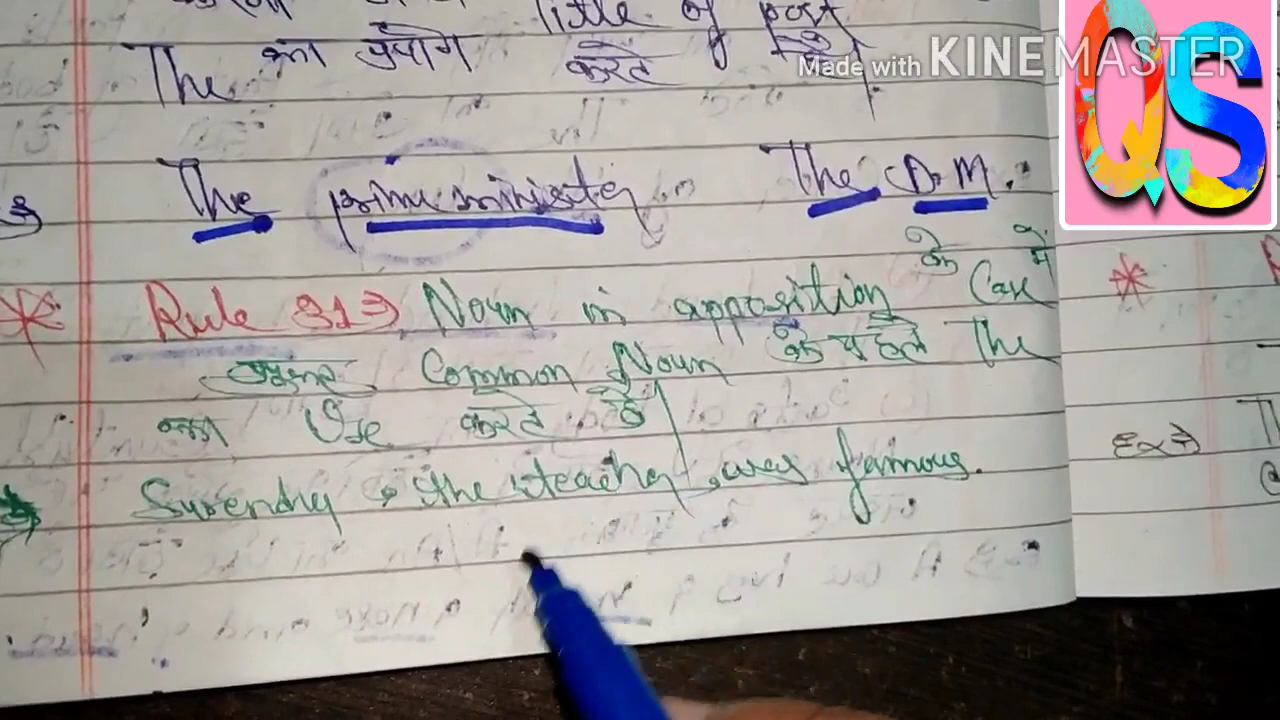 Title of post
The का प्रयोग करते हैं।
Made with KINEMASTER
QS
The prime minister The D.M.
* Rule 31→ Noun in apposition के Case में
Common Noun के पहले The
का Use करते हैं।
Surendra, the teacher, was famous.
*
Ex→